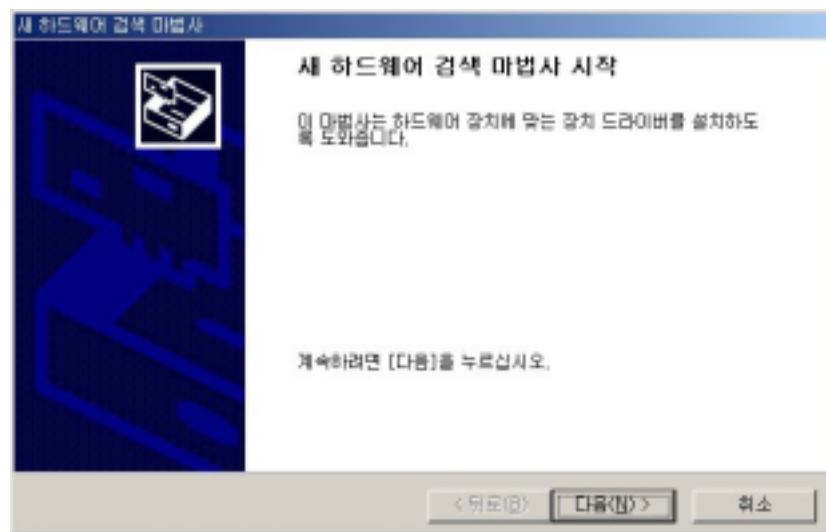 새 하드웨어 검색 마법사
새 하드웨어 검색 마법사 시작
이 마법사는 하드웨어 장치에 맞는 장치 드라이버를 설치하도
록 도와줍니다.
계속하려면 [다음]을 누르십시오.
< 뒤로(B) 다음(N) > 취소